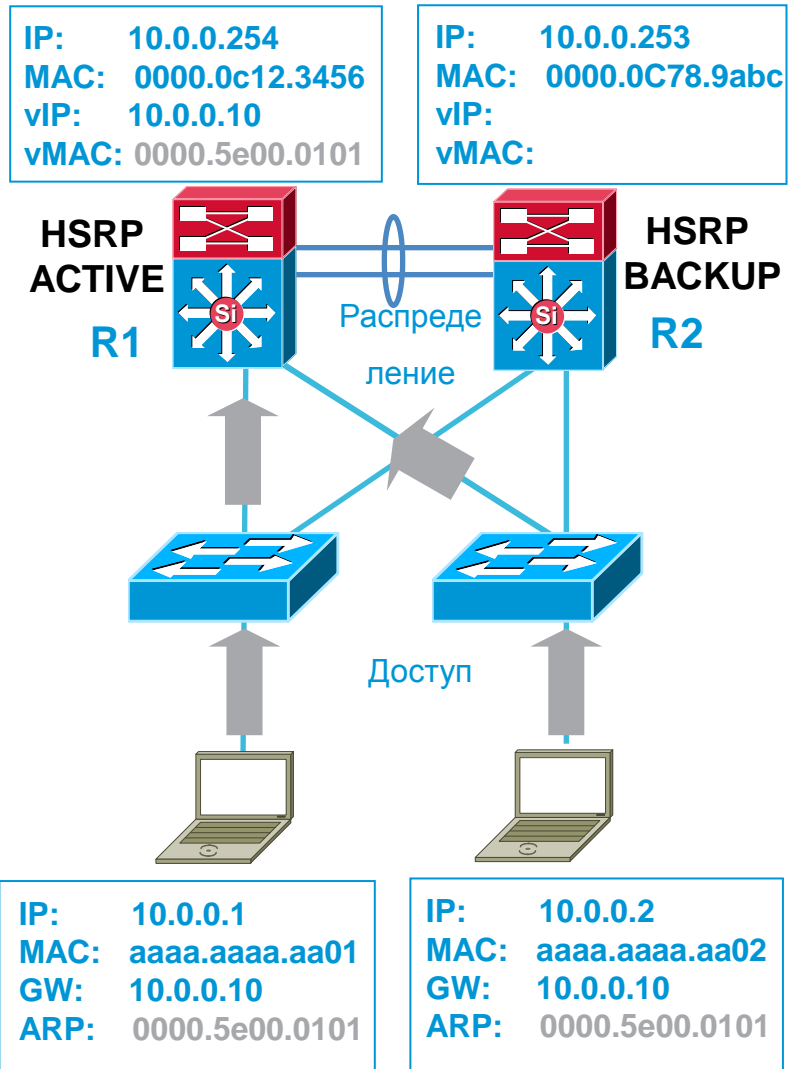 IP: 10.0.0.254
MAC: 0000.0c12.3456
vIP: 10.0.0.10
vMAC: 0000.5e00.0101
IP: 10.0.0.253
MAC: 0000.0C78.9abc
vIP:
vMAC:
HSRP
ACTIVE
R1
HSRP
BACKUP
R2
Si
Si
Распреде
ление
Доступ
IP: 10.0.0.1
MAC: aaaa.aaaa.aa01
GW: 10.0.0.10
ARP: 0000.5e00.0101
IP: 10.0.0.2
MAC: aaaa.aaaa.aa02
GW: 10.0.0.10
ARP: 0000.5e00.0101